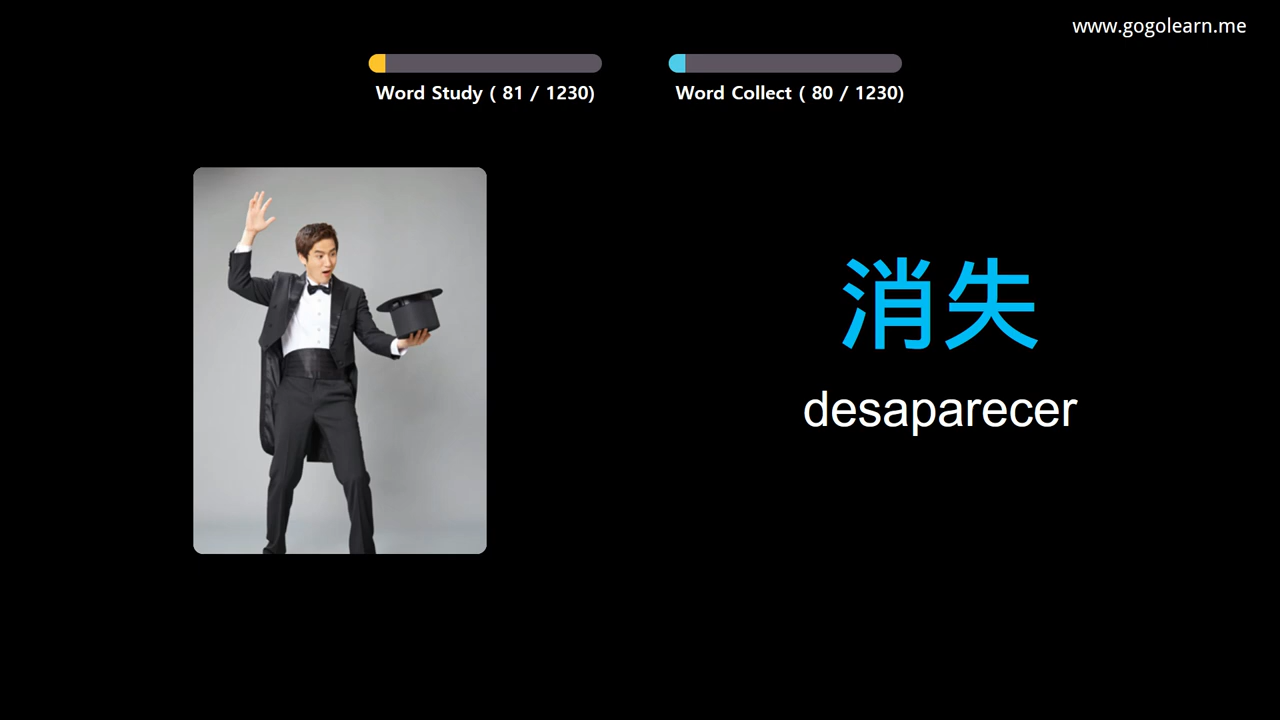 www.gogolearn.me
Word Study ( 81 / 1230)
Word Collect ( 80 / 1230)
消失
desaparecer